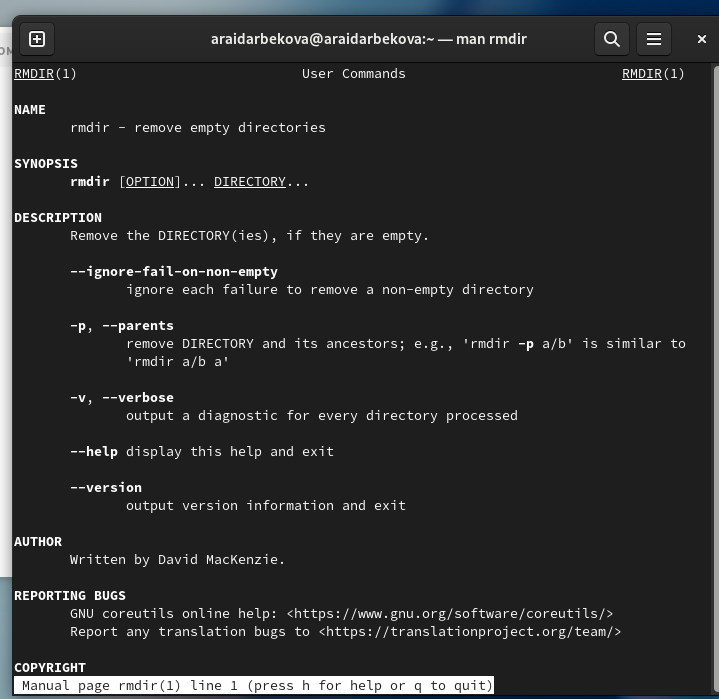 araidarbekova@araidarbekova:~ — man rmdir
RMDIR(1) User Commands RMDIR(1)
NAME
rmdir - remove empty directories
SYNOPSIS
rmdir [OPTION]... DIRECTORY...
DESCRIPTION
Remove the DIRECTORY(ies), if they are empty.
--ignore-fail-on-non-empty
ignore each failure to remove a non-empty directory
-p, --parents
remove DIRECTORY and its ancestors; e.g., 'rmdir -p a/b' is similar to
'rmdir a/b a'
-v, --verbose
output a diagnostic for every directory processed
--help display this help and exit
--version
output version information and exit
AUTHOR
Written by David MacKenzie.
REPORTING BUGS
GNU coreutils online help: <https://www.gnu.org/software/coreutils/>
Report any translation bugs to <https://translationproject.org/team/>
COPYRIGHT
Manual page rmdir(1) line 1 (press h for help or q to quit)